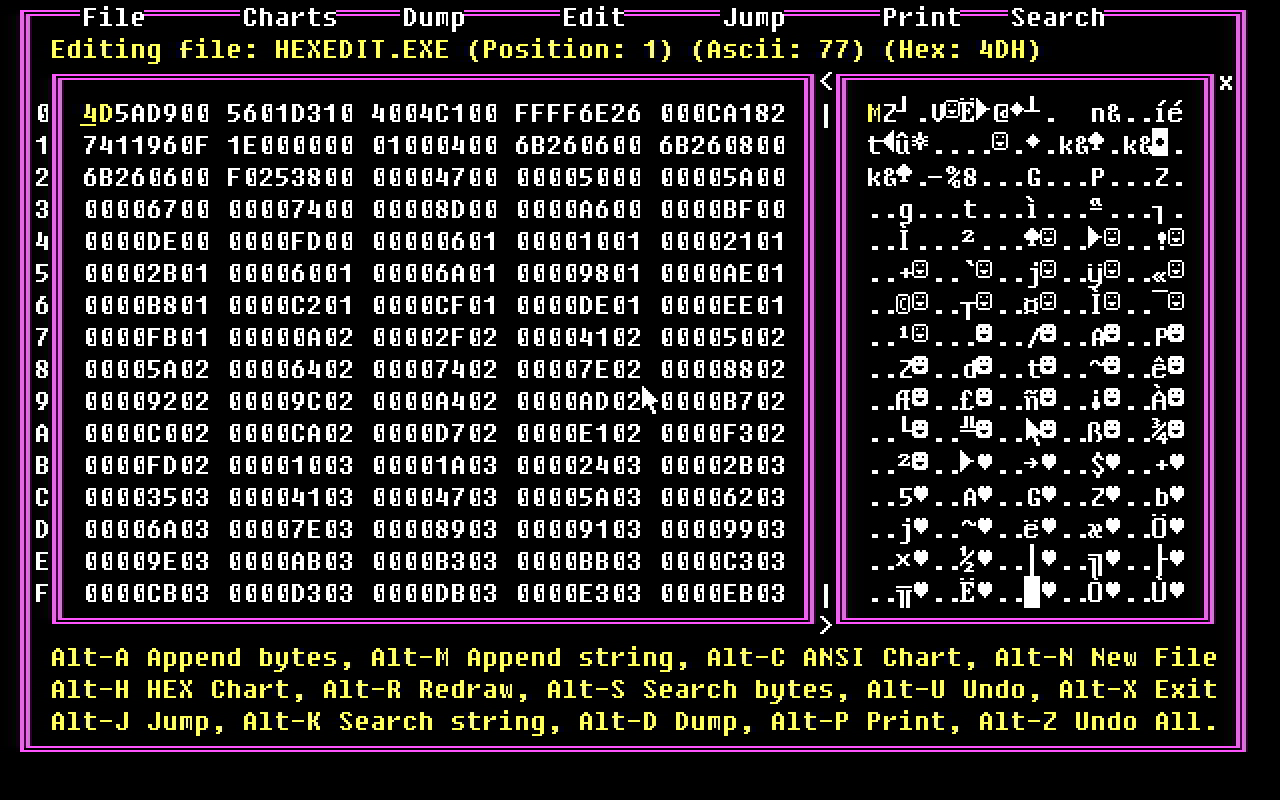 File Charts Dump Edit Jump Print Search
Editing file: HEXEDIT.EXE (Position: 1) (Ascii: 77) (Hex: 4DH)
< x
0 4D5AD900 5601D310 4004C100 FFFF6E26 000CA182 MZ┘.V☺Ë►@♦┴. n&..íé
1 7411960F 1E000000 01000400 6B260600 6B260800 t◄û☼▲...☺.♦.k&♠.k&◘.
2 6B260600 F0253800 00004700 00005000 00005A00 k&♠.­%8...G...P...Z.
3 00006700 00007400 00008D00 0000A600 0000BF00 ..g...t...ì...ª...┐.
4 0000DE00 0000FD00 00000601 00001001 00002101 ..Ì...²...♠☺..►☺..!☺
5 00002B01 00006001 00006A01 00009801 0000AE01 ..+☺..`☺..j☺..ÿ☺..«☺
6 0000B801 0000C201 0000CF01 0000DE01 0000EE01 ..©☺..┬☺..¤☺..Ì☺..¯☺
7 0000FB01 00000A02 00002F02 00004102 00005002 ..¹☺...☻../☻..A☻..P☻
8 00005A02 00006402 00007402 00007E02 00008802 ..Z☻..d☻..t☻..~☻..ê☻
9 00009202 00009C02 0000A402 0000AD02 0000B702 ..Æ☻..£☻..ñ☻..¡☻..À☻
A 0000C002 0000CA02 0000D702 0000E102 0000F302 ..└☻..╩☻..☻..ß☻..¾☻
B 0000FD02 00001003 00001A03 00002403 00002B03 ..²☻..►♥..→♥..$♥..+♥
C 00003503 00004103 00004703 00005A03 00006203 ..5♥..A♥..G♥..Z♥..b♥
D 00006A03 00007E03 00008903 00009103 00009903 ..j♥..~♥..ë♥..æ♥..Ö♥
E 00009E03 0000AB03 0000B303 0000BB03 0000C303 ..×♥..½♥..│♥..╗♥..├♥
F 0000CB03 0000D303 0000DB03 0000E303 0000EB03 ..╦♥..Ë♥..█♥..Ò♥..Ù♥
>
Alt-A Append bytes, Alt-M Append string, Alt-C ANSI Chart, Alt-N New File
Alt-H HEX Chart, Alt-R Redraw, Alt-S Search bytes, Alt-U Undo, Alt-X Exit
Alt-J Jump, Alt-K Search string, Alt-D Dump, Alt-P Print, Alt-Z Undo All.